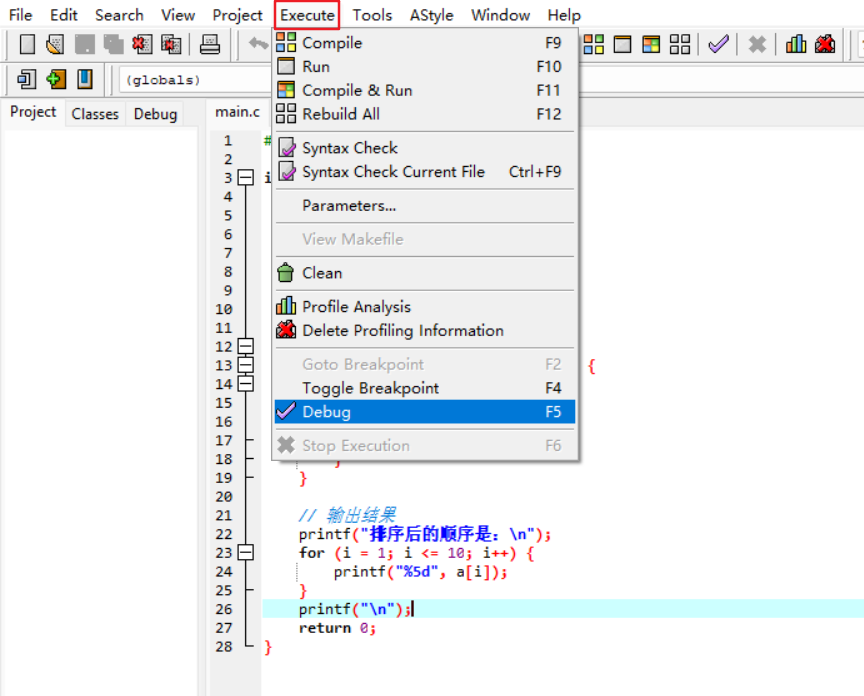 File Edit Search View Project Execute Tools AStyle Window Help
Compile F9
Run F10
Compile & Run F11
Rebuild All F12
Syntax Check
Syntax Check Current File Ctrl+F9
Parameters...
View Makefile
Clean
Profile Analysis
Delete Profiling Information
Goto Breakpoint F2
Toggle Breakpoint F4
Debug F5
Stop Execution F6
(globals)
Project Classes Debug
main.c
1 #
2
3 i
4
5
6
7
8
9
10
11
12
13 {
14
15
16
17
18 }
19 }
20
21 // 输出结果
22 printf("排序后的顺序是：\n");
23 for (i = 1; i <= 10; i++) {
24 printf("%5d", a[i]);
25 }
26 printf("\n");
27 return 0;
28 }